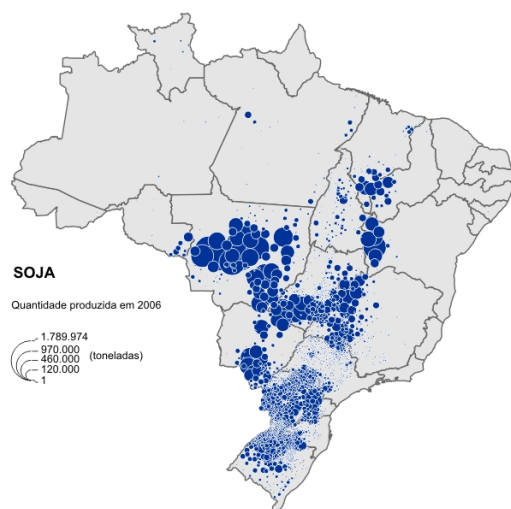 SOJA
Quantidade produzida em 2006
1.789.974
970.000
460.000 (toneladas)
120.000
1